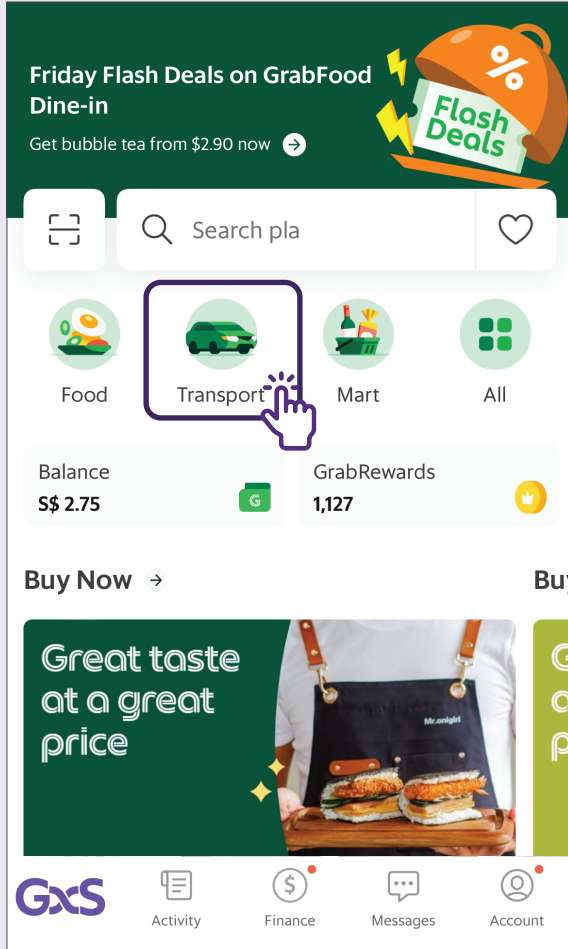 Friday Flash Deals on GrabFood
Dine-in
Get bubble tea from $2.90 now
%
Flash
Deals
Search pla
Food
Transport
Mart
All
Balance
S$ 2.75
G
GrabRewards
1,127
Buy Now
Buy
Great taste
at a great
price
Mr.onigiri
G
a
p
GXS
Activity
Finance
Messages
Account